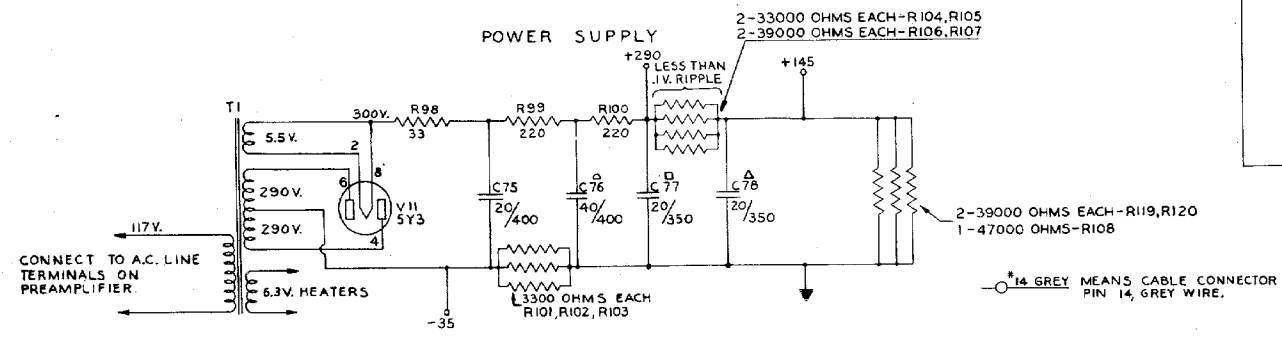 POWER SUPPLY
2-33000 OHMS EACH-R104,R105
2-39000 OHMS EACH-R106,R107
+290
LESS THAN
.1V. RIPPLE
+145
T1
5.5V.
300V.
R98
33
R99
220
R100
220
2
8
6
4
V11
5Y3
290V.
290V.
C75
20/400
C76
40/400
C77
20/350
C78
20/350
117V.
CONNECT TO A.C. LINE
TERMINALS ON
PREAMPLIFIER.
6.3V. HEATERS
-35
3300 OHMS EACH
R101,R102,R103
2-39000 OHMS EACH-R119,R120
1-47000 OHMS-R108
#14 GREY MEANS CABLE CONNECTOR
PIN 14, GREY WIRE.